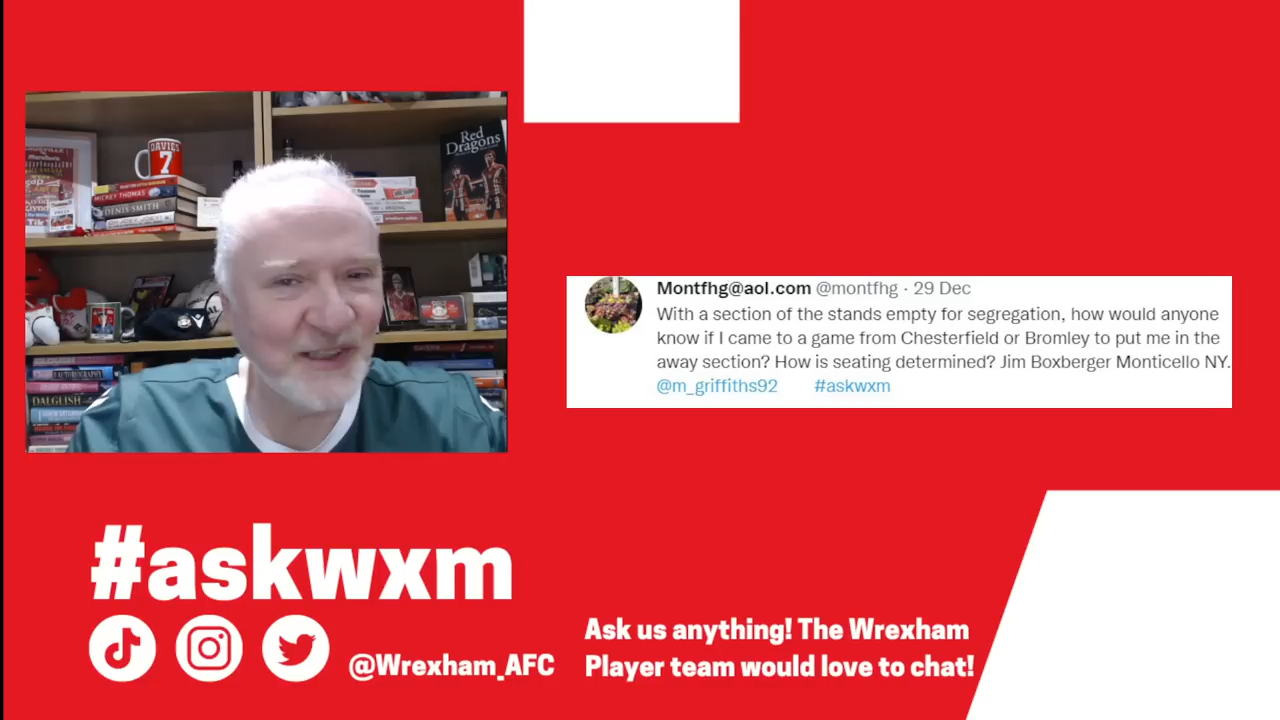 DAVIES
7
Red
Dragons
MICKEY THOMAS
DENIS SMITH
AUTOBIOGRAPHY
DALGLISH
Montfhg@aol.com @montfhg · 29 Dec
With a section of the stands empty for segregation, how would anyone
know if I came to a game from Chesterfield or Bromley to put me in the
away section? How is seating determined? Jim Boxberger Monticello NY.
@m_griffiths92 #askwxm
#askwxm
@Wrexham_AFC
Ask us anything! The Wrexham
Player team would love to chat!